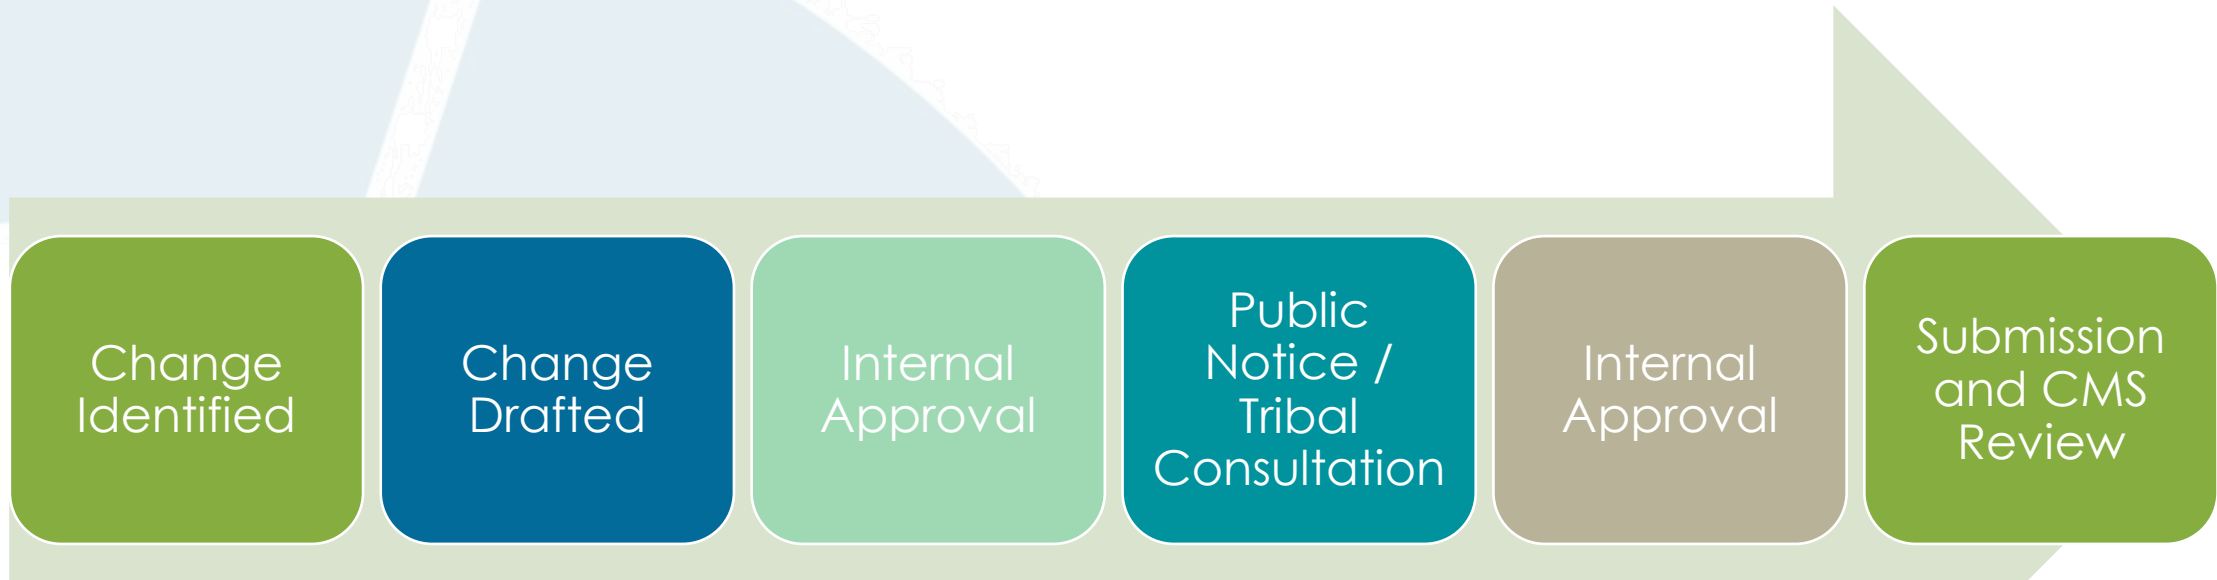 Change
Identified
Change
Drafted
Internal
Approval
Public
Notice /
Tribal
Consultation
Internal
Approval
Submission
and CMS
Review